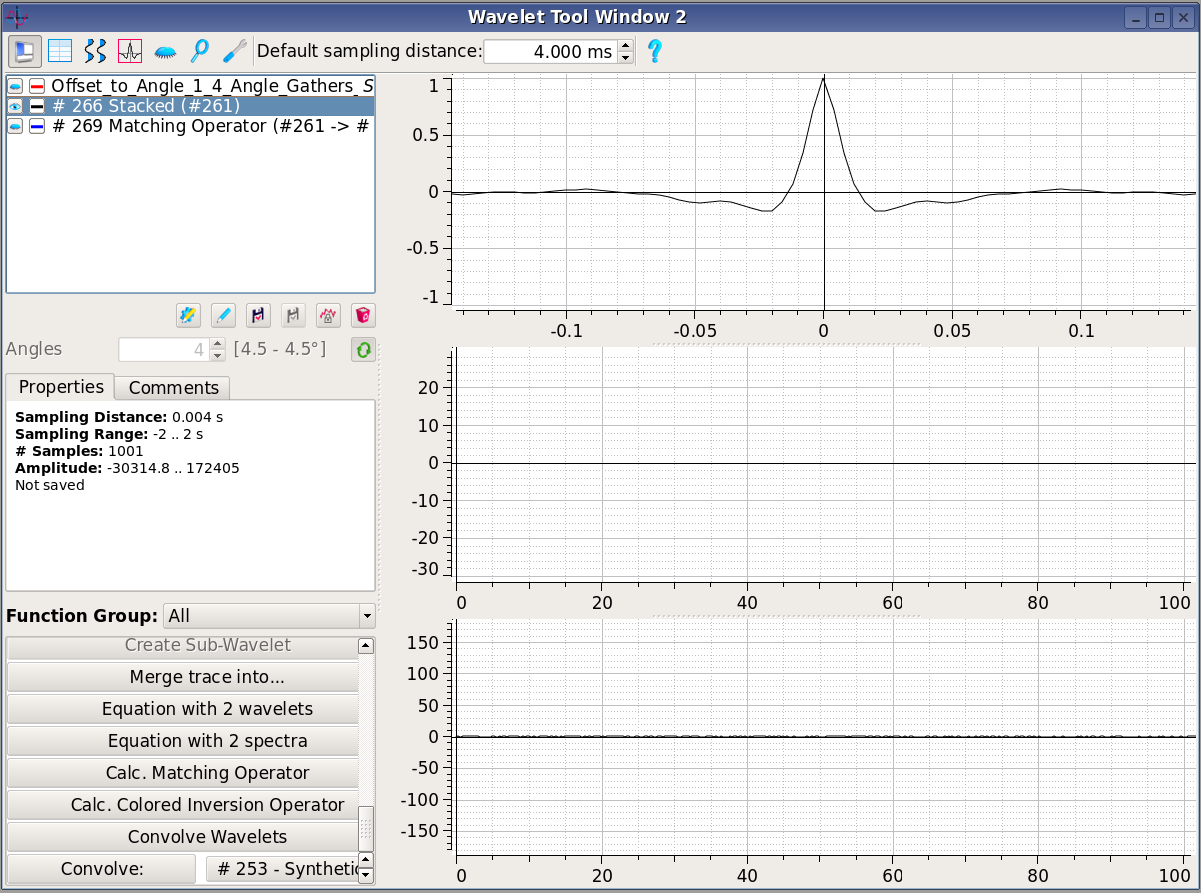 Wavelet Tool Window 2
Default sampling distance: 4.000 ms
Offset_to_Angle_1_4_Angle_Gathers_S
# 266 Stacked (#261)
# 269 Matching Operator (#261 -> #
Angles 4 [4.5 - 4.5°]
Properties Comments
Sampling Distance: 0.004 s
Sampling Range: -2 .. 2 s
# Samples: 1001
Amplitude: -30314.8 .. 172405
Not saved
Function Group: All
Create Sub-Wavelet
Merge trace into...
Equation with 2 wavelets
Equation with 2 spectra
Calc. Matching Operator
Calc. Colored Inversion Operator
Convolve Wavelets
Convolve: # 253 - Synthetic
1
0.5
0
-0.5
-1
-0.1 -0.05 0 0.05 0.1
20
10
0
-10
-20
-30
0 20 40 60 80 100
150
100
50
0
-50
-100
-150
0 20 40 60 80 100